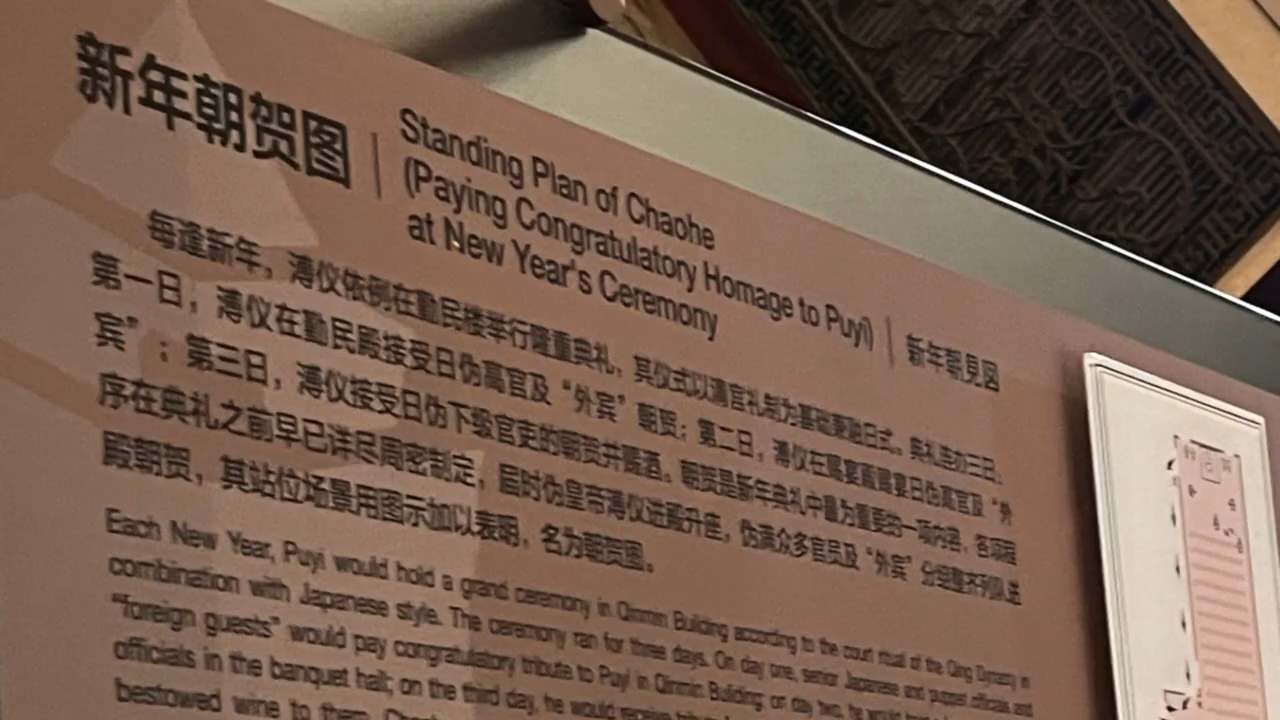 新年朝贺图
Standing Plan of Chaohe
(Paying Congratulatory Homage to Puyi)
at New Year's Ceremony
新年朝見図
每逢新年，溥仪依例在勤民楼举行隆重典礼，其仪式以清宫礼制为基础兼融日式。典礼连办三日，
第一日，溥仪在勤民殿接受日伪高官及“外宾”朝贺；第二日，溥仪在赐宴殿赐宴日伪高官及“外
宾”；第三日，溥仪接受日伪下级官吏的朝贺并赐酒。朝贺是新年典礼中最为重要的一项内容，各项程
序在典礼之前早已详尽周密制定，届时伪皇帝溥仪进殿升座，伪满众多官员及“外宾”分组整齐列队进
殿朝贺，其站位场景用图示加以表明，名为朝贺图。
Each New Year, Puyi would hold a grand ceremony in Qinmin Building according to the court ritual of the Qing Dynasty in
combination with Japanese style. The ceremony ran for three days. On day one, senior Japanese and puppet officials and
"foreign guests" would pay congratulatory tribute to Puyi in Qinmin Building; on day two, he would
officials in the banquet hall; on the third day, he would receive
bestowed wine to them.